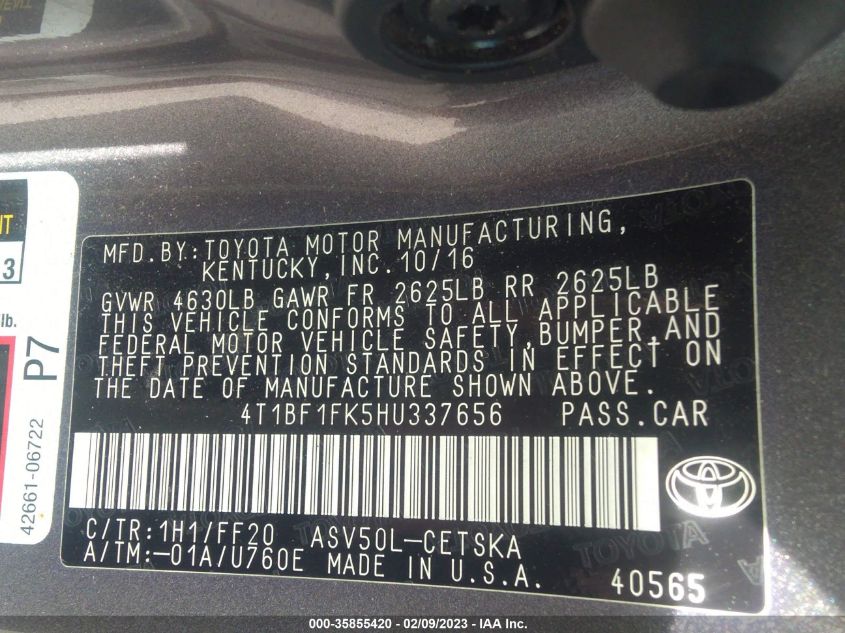 MFD.BY:TOYOTA MOTOR MANUFACTURING,
KENTUCKY,INC.10/16
GVWR 4630LB GAWR FR 2625LB RR 2625LB
THIS VEHICLE CONFORMS TO ALL APPLICABLE
FEDERAL MOTOR VEHICLE SAFETY,BUMPER,AND
THEFT PREVENTION STANDARDS IN EFFECT ON
THE DATE OF MANUFACTURE SHOWN ABOVE.
4T1BF1FK5HU337656 PASS.CAR
C/TR:1H1/FF20 ASV50L-CETSKA
A/TM:-01A/U760E MADE IN U.S.A.
40565
3
lb.
P7
42661-06722
000-35855420 - 02/09/2023 - IAA Inc.